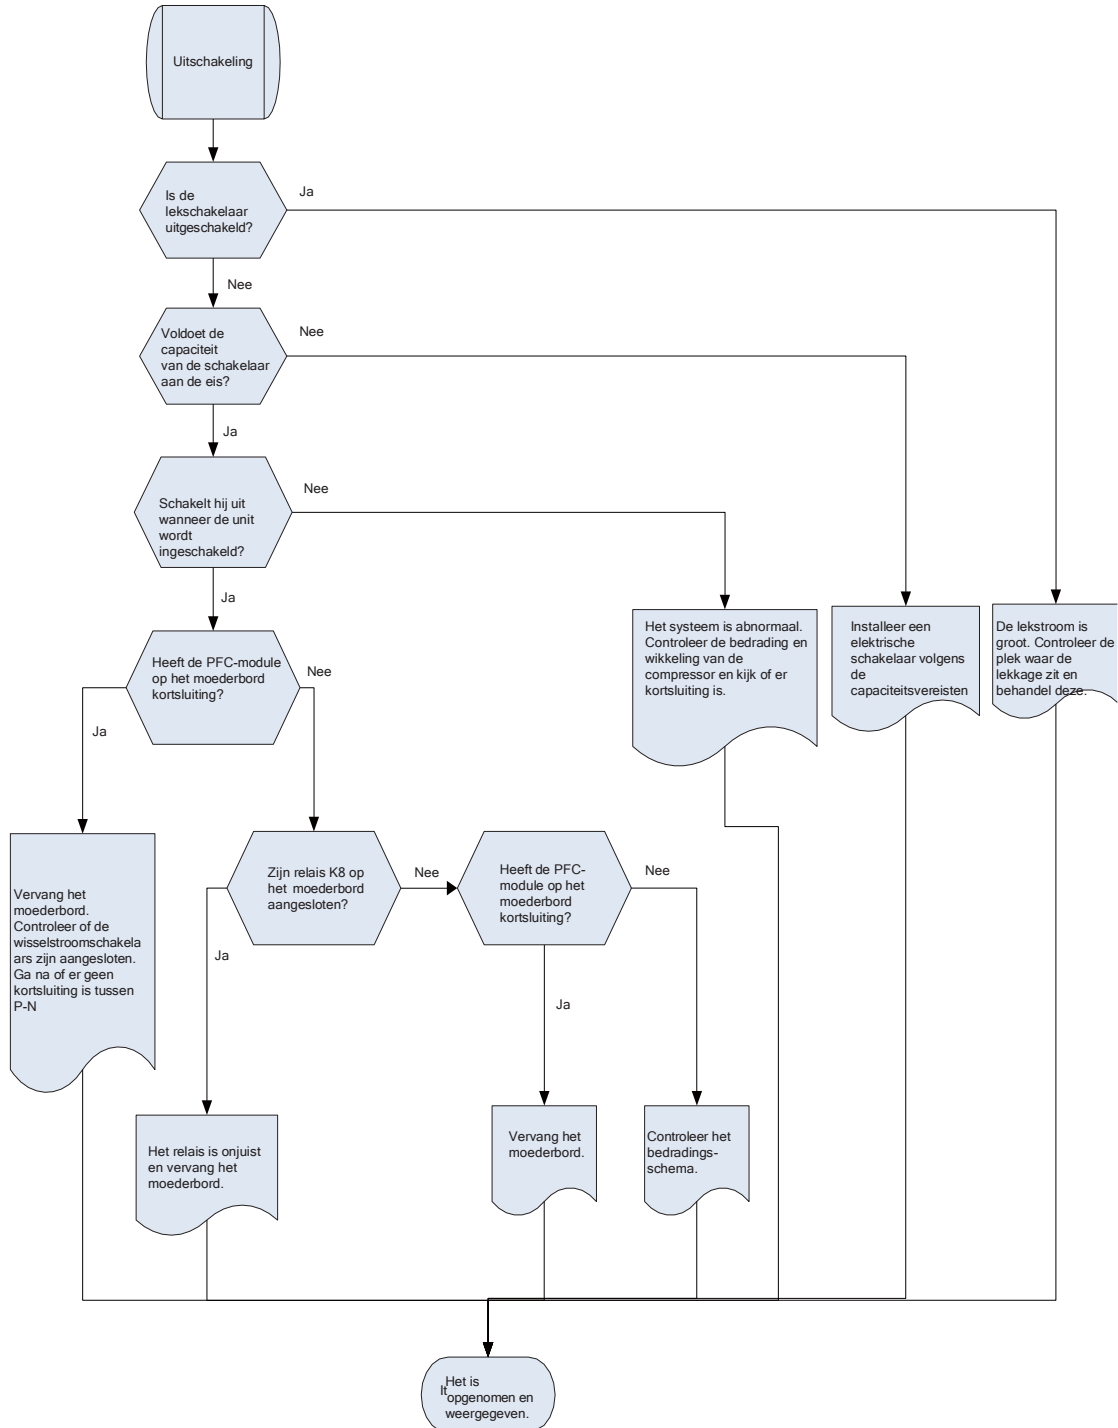 Uitschakeling
Is de
lekschakelaar
uitgeschakeld?
Ja
Nee
Voldoet de
capaciteit
van de schakelaar
aan de eis?
Nee
Ja
Schakelt hij uit
wanneer de unit
wordt
ingeschakeld?
Nee
Ja
Heeft de PFC-module
op het moederbord
kortsluiting?
Nee
Ja
Het systeem is abnormaal.
Controleer de bedrading en
wikkeling van de
compressor en kijk of er
kortsluiting is.
Installeer een
elektrische
schakelaar volgens
de
capaciteitsvereisten
De lekstroom is
groot. Controleer de
plek waar de
lekkage zit en
behandel deze.
Vervang het
moederbord.
Controleer of de
wisselstroomschakela
ars zijn aangesloten.
Ga na of er geen
kortsluiting is tussen
P-N
Zijn relais K8 op
het moederbord
aangesloten?
Nee
Ja
Heeft de PFC-
module op het
moederbord
kortsluiting?
Nee
Ja
Het relais is onjuist
en vervang het
moederbord.
Vervang het
moederbord.
Controleer het
bedradings-
schema.
It
Het is
opgenomen en
weergegeven.